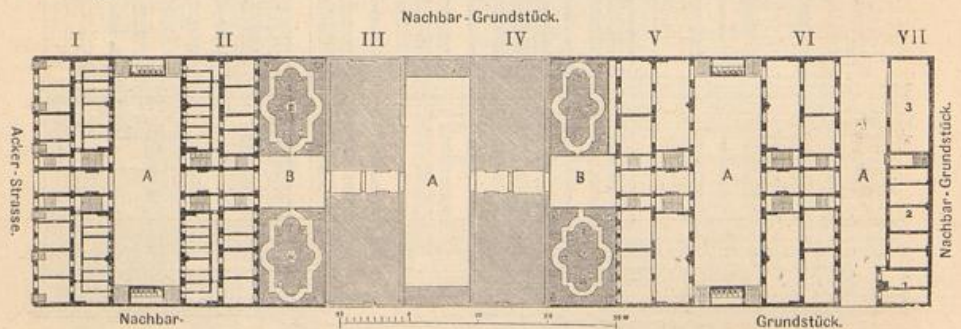 Nachbar-Grundstück.
I II III IV V VI VII
Acker-Strasse.
A B A B A A
3
2
1
Nachbar-Grundstück.
Nachbar- Grundstück.